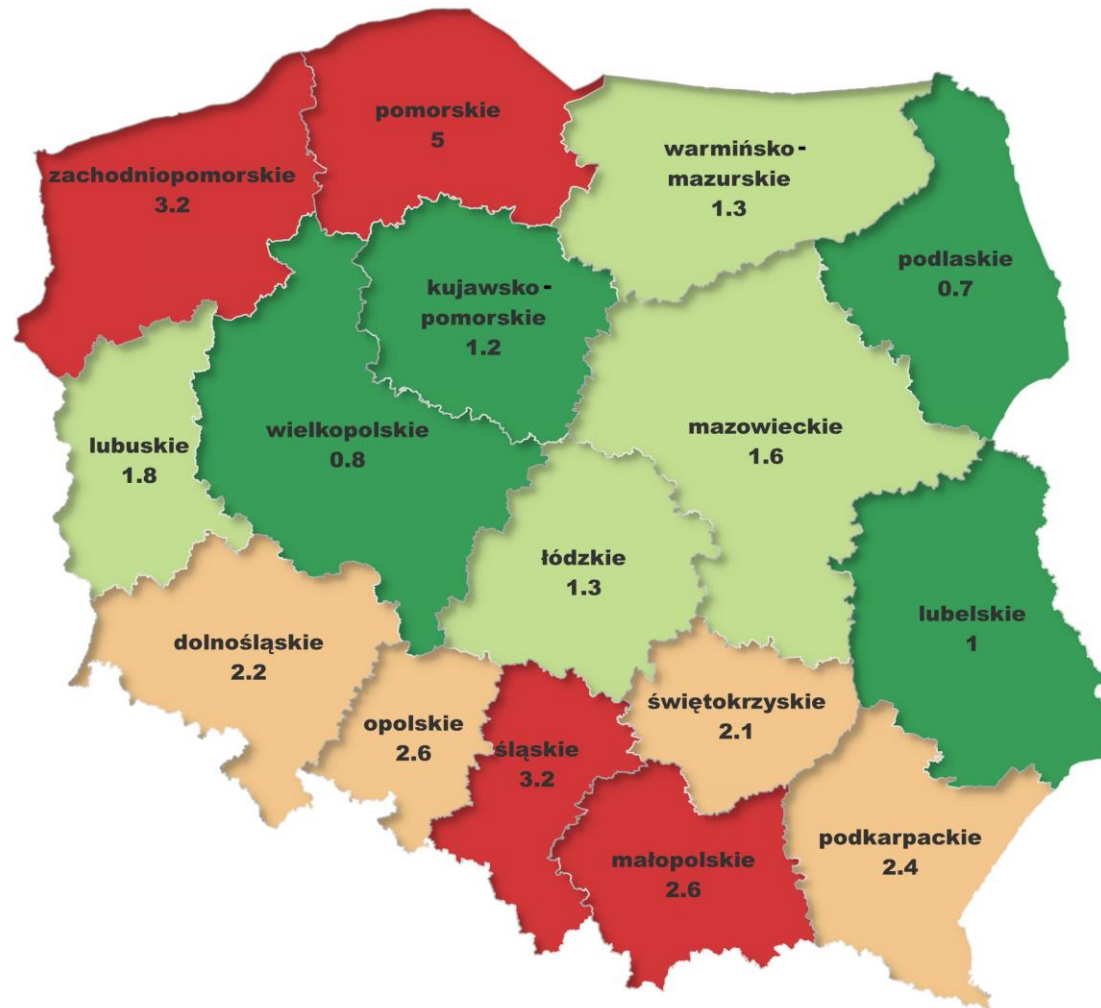 pomorskie
5
warmińsko-
mazurskie
1.3
zachodniopomorskie
3.2
podlaskie
0.7
kujawsko-
pomorskie
1.2
wielkopolskie
0.8
mazowieckie
1.6
lubuskie
1.8
łódzkie
1.3
lubelskie
1
dolnośląskie
2.2
opolskie
2.6
świętokrzyskie
2.1
śląskie
3.2
małopolskie
2.6
podkarpackie
2.4